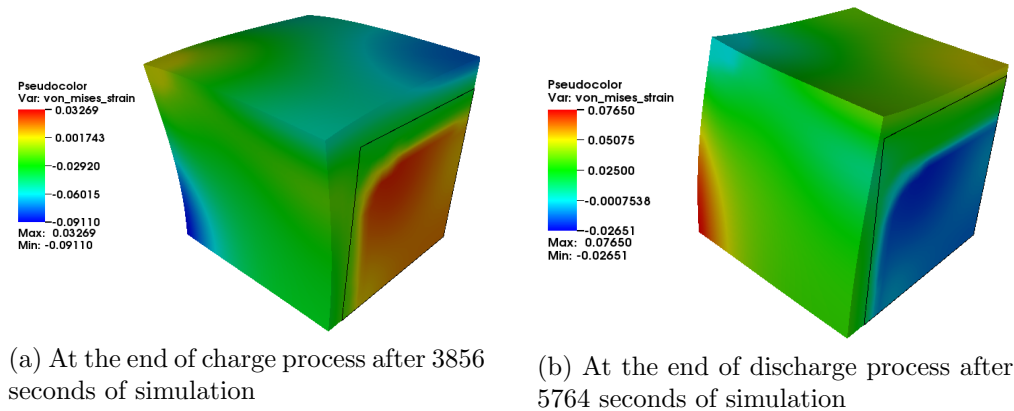 Pseudocolor
Var: von_mises_strain
0.03269
0.001743
-0.02920
-0.06015
-0.09110
Max: 0.03269
Min: -0.09110
Pseudocolor
Var: von_mises_strain
0.07650
0.05075
0.02500
-0.0007538
-0.02651
Max: 0.07650
Min: -0.02651
(a) At the end of charge process after 3856
seconds of simulation
(b) At the end of discharge process after
5764 seconds of simulation